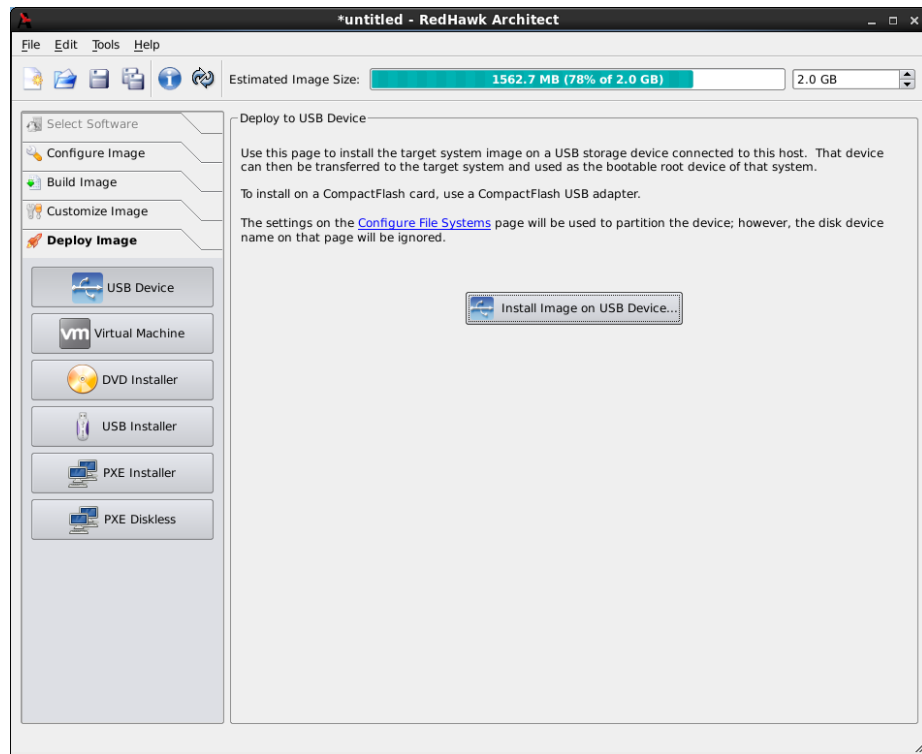 *untitled - RedHawk Architect
File Edit Tools Help
Estimated Image Size: 1562.7 MB (78% of 2.0 GB) 2.0 GB
Select Software
Configure Image
Build Image
Customize Image
Deploy Image
USB Device
vm Virtual Machine
DVD Installer
USB Installer
PXE Installer
PXE Diskless
Deploy to USB Device
Use this page to install the target system image on a USB storage device connected to this host. That device
can then be transferred to the target system and used as the bootable root device of that system.
To install on a CompactFlash card, use a CompactFlash USB adapter.
The settings on the Configure File Systems page will be used to partition the device; however, the disk device
name on that page will be ignored.
Install Image on USB Device...